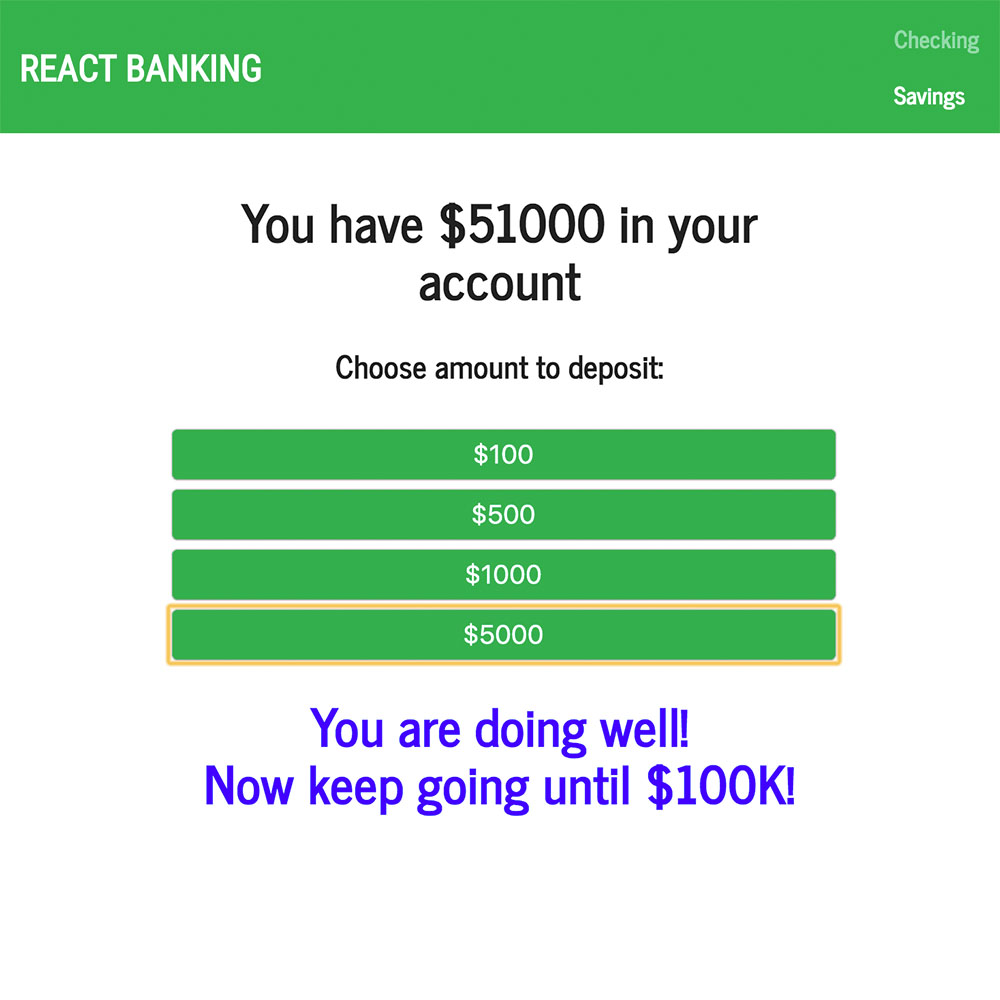 REACT BANKING
Checking
Savings
You have $51000 in your
account
Choose amount to deposit:
$100
$500
$1000
$5000
You are doing well!
Now keep going until $100K!